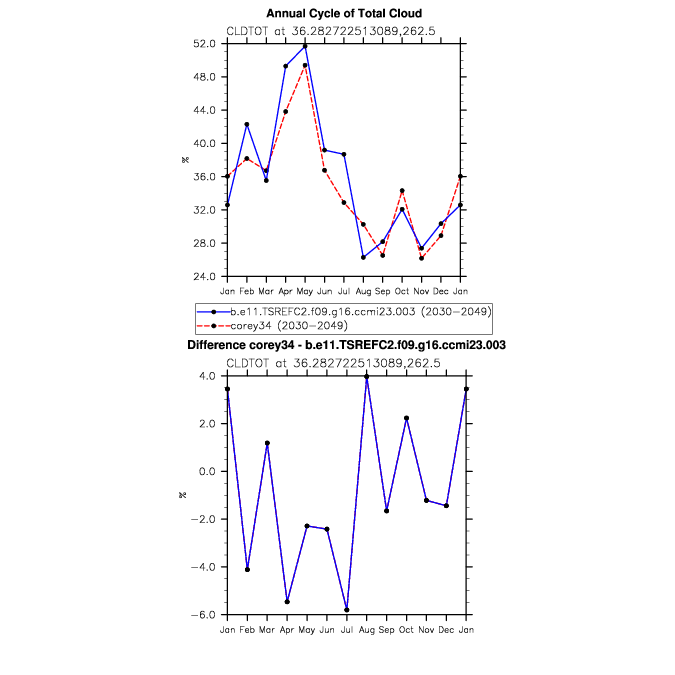 Annual Cycle of Total Cloud
CLDTOT at 36.282722513089,262.5
52.0
48.0
44.0
40.0
36.0
32.0
28.0
24.0
%
Jan Feb Mar Apr May Jun Jul Aug Sep Oct Nov Dec Jan
b.e11.TSREFC2.f09.g16.ccmi23.003 (2030-2049)
corey34 (2030-2049)
Difference corey34 - b.e11.TSREFC2.f09.g16.ccmi23.003
CLDTOT at 36.282722513089,262.5
4.0
2.0
0.0
-2.0
-4.0
-6.0
%
Jan Feb Mar Apr May Jun Jul Aug Sep Oct Nov Dec Jan